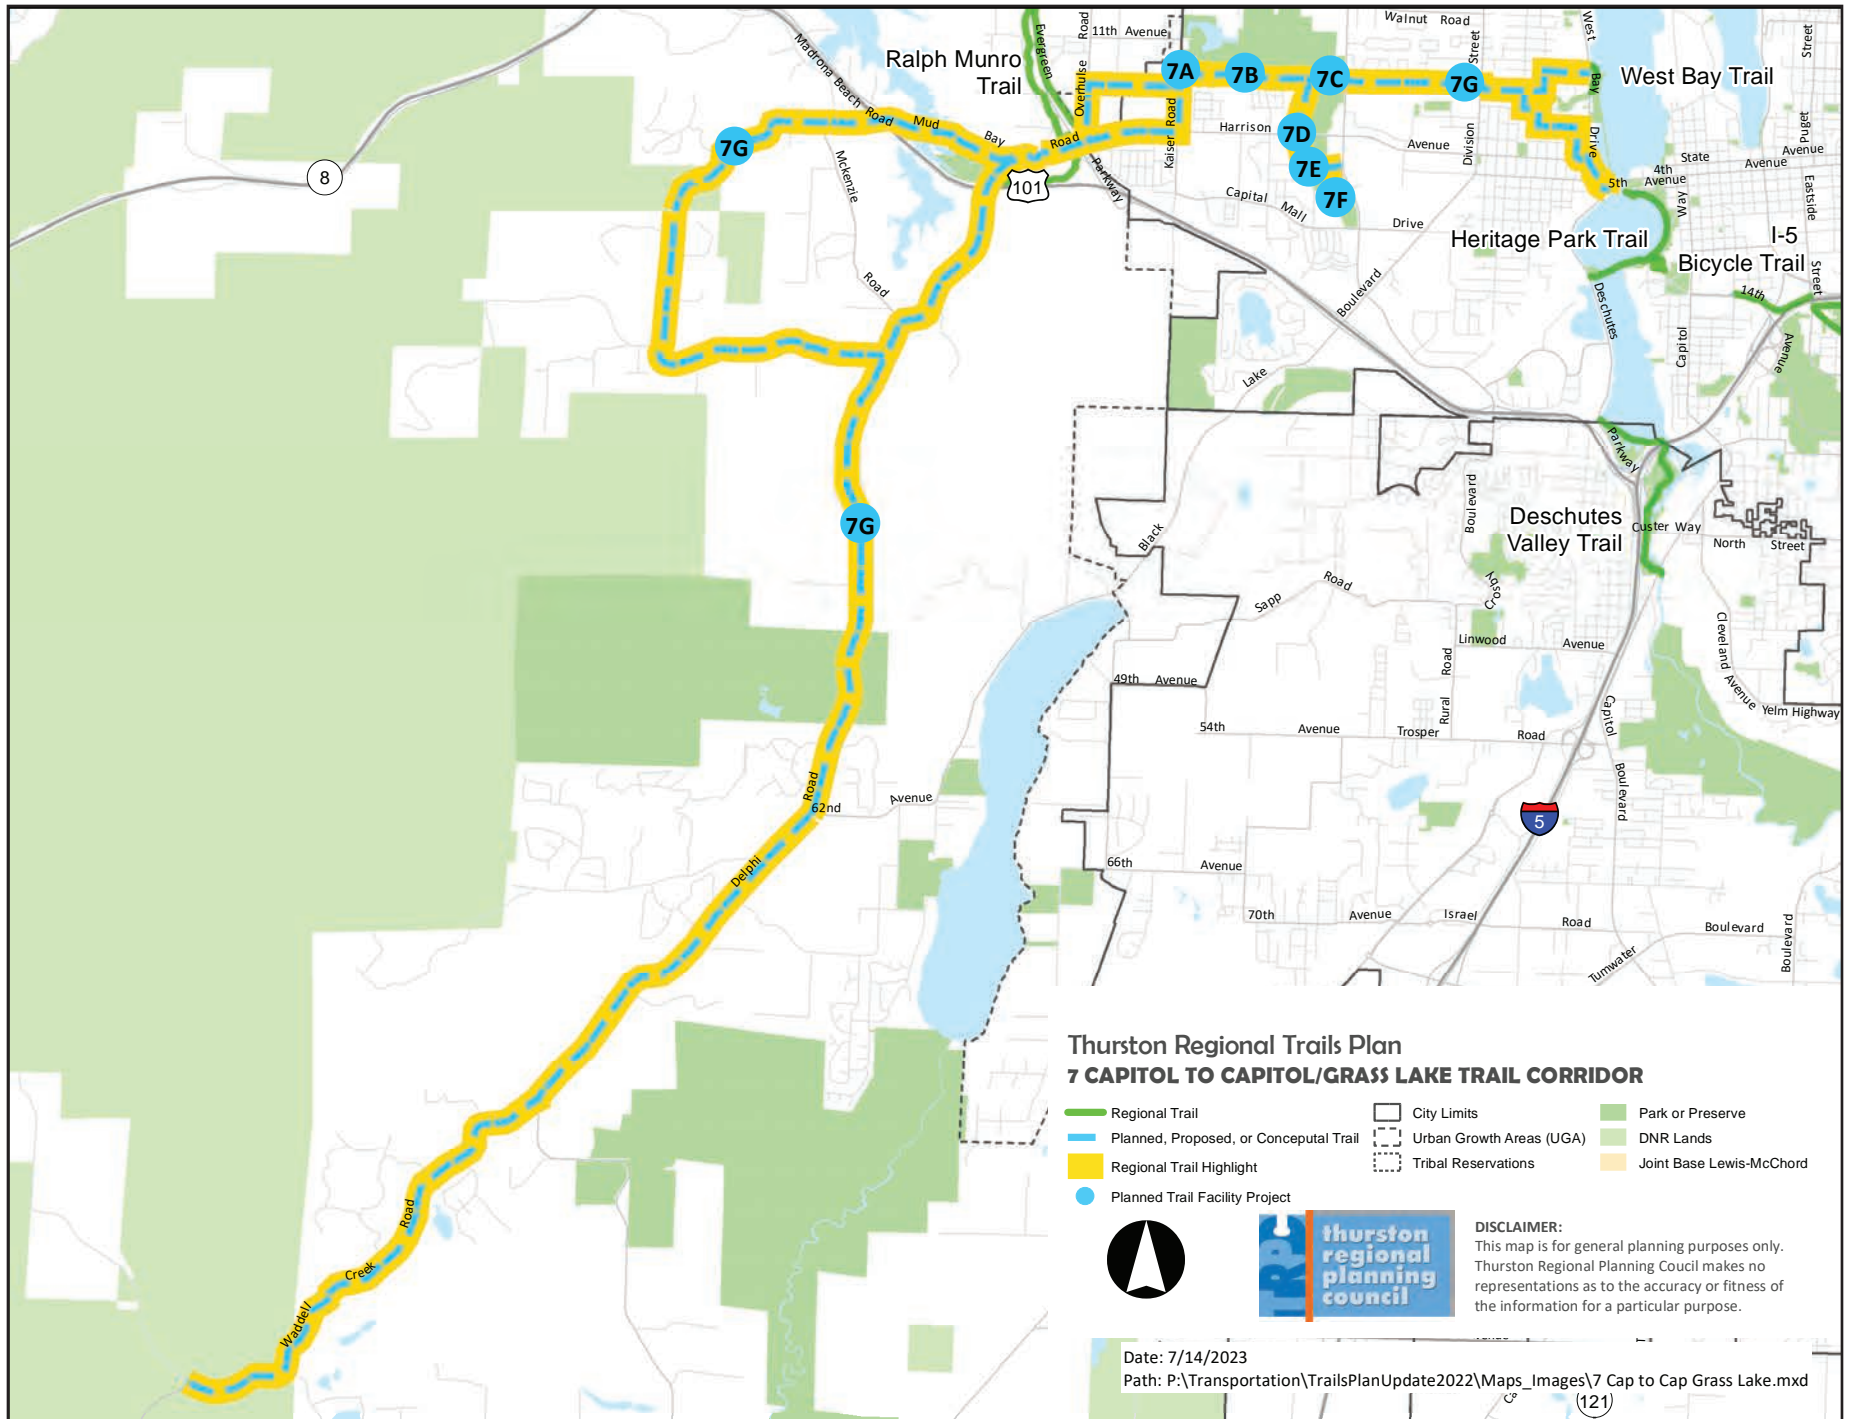 Walnut Road
11th Avenue
Road
Overhulse
Evergreen
Parkway
Ralph Munro
Trail
Madrona Beach Road
Mud Bay Road
Mckenzie
Road
7A
7B
7C
7G
7D
7E
7F
7G
7G
8
101
Kaiser Road
Harrison
Avenue
Division
Street
Capital Mall
Drive
Boulevard
West
Bay
Drive
West Bay Trail
Street
Puget
State
Avenue
Avenue
4th
Avenue
5th
Way
Eastside
Street
Heritage Park Trail
I-5
Bicycle Trail
14th
Avenue
Deschutes
Parkway
Capitol
Lake
Black
Boulevard
Crosby
Deschutes
Valley Trail
Custer Way
North Street
Sapp
Road
Linwood
Avenue
Cleveland Avenue
Yelm Highway
49th Avenue
Road
Rural
54th
Avenue
Trosper
Road
Capitol
Boulevard
5
Road
62nd
Avenue
Delphi
66th
Avenue
70th
Avenue
Israel
Road
Tumwater
Boulevard
Boulevard
Road
Creek
Waddell
Thurston Regional Trails Plan
7 CAPITOL TO CAPITOL/GRASS LAKE TRAIL CORRIDOR
Regional Trail
Planned, Proposed, or Conceputal Trail
Regional Trail Highlight
Planned Trail Facility Project
City Limits
Urban Growth Areas (UGA)
Tribal Reservations
Park or Preserve
DNR Lands
Joint Base Lewis-McChord
TRPC
thurston
regional
planning
council
DISCLAIMER:
This map is for general planning purposes only.
Thurston Regional Planning Coucil makes no
representations as to the accuracy or fitness of
the information for a particular purpose.
Date: 7/14/2023
Path: P:\Transportation\TrailsPlanUpdate2022\Maps_Images\7 Cap to Cap Grass Lake.mxd
121